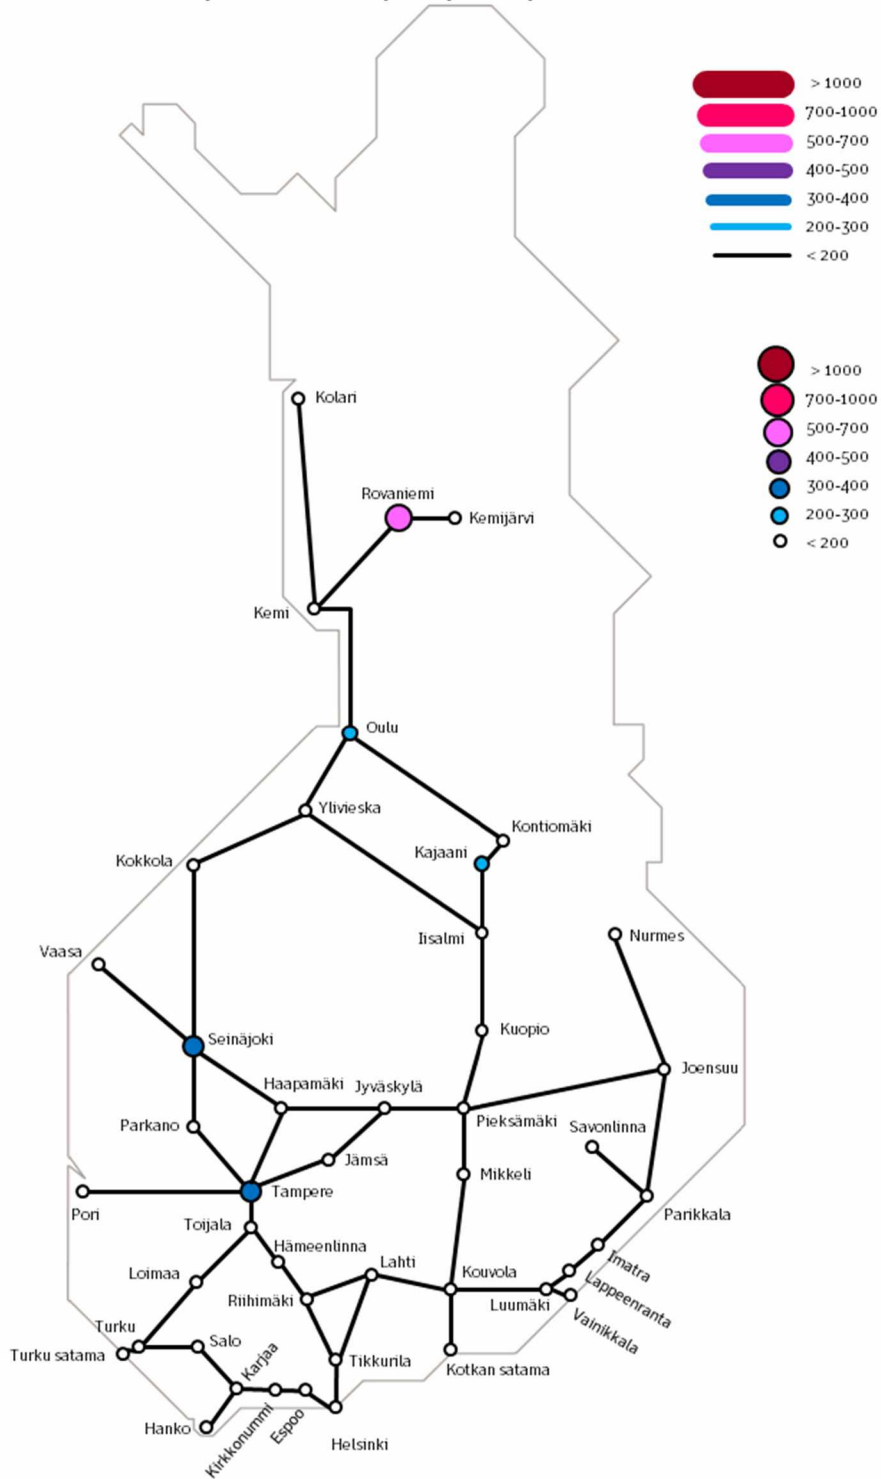 > 1000
700-1000
500-700
400-500
300-400
200-300
< 200
> 1000
700-1000
500-700
400-500
300-400
200-300
< 200
Kolari
Rovaniemi
Kemijärvi
Kemi
Oulu
Ylivieska
Kontiomäki
Kajaani
Kokkola
Iisalmi
Nurmes
Vaasa
Kuopio
Seinäjoki
Joensuu
Haapamäki
Jyväskylä
Pieksämäki
Savonlinna
Parkano
Jämsä
Mikkeli
Tampere
Pori
Parikkala
Toijala
Hämeenlinna
Imatra
Loimaa
Lahti
Kouvola
Lappeenranta
Riihimäki
Luumäki
Vainikkala
Turku
Salo
Turku satama
Karjaa
Tikkurila
Kotkan satama
Hanko
Kirkkonummi
Espoo
Helsinki